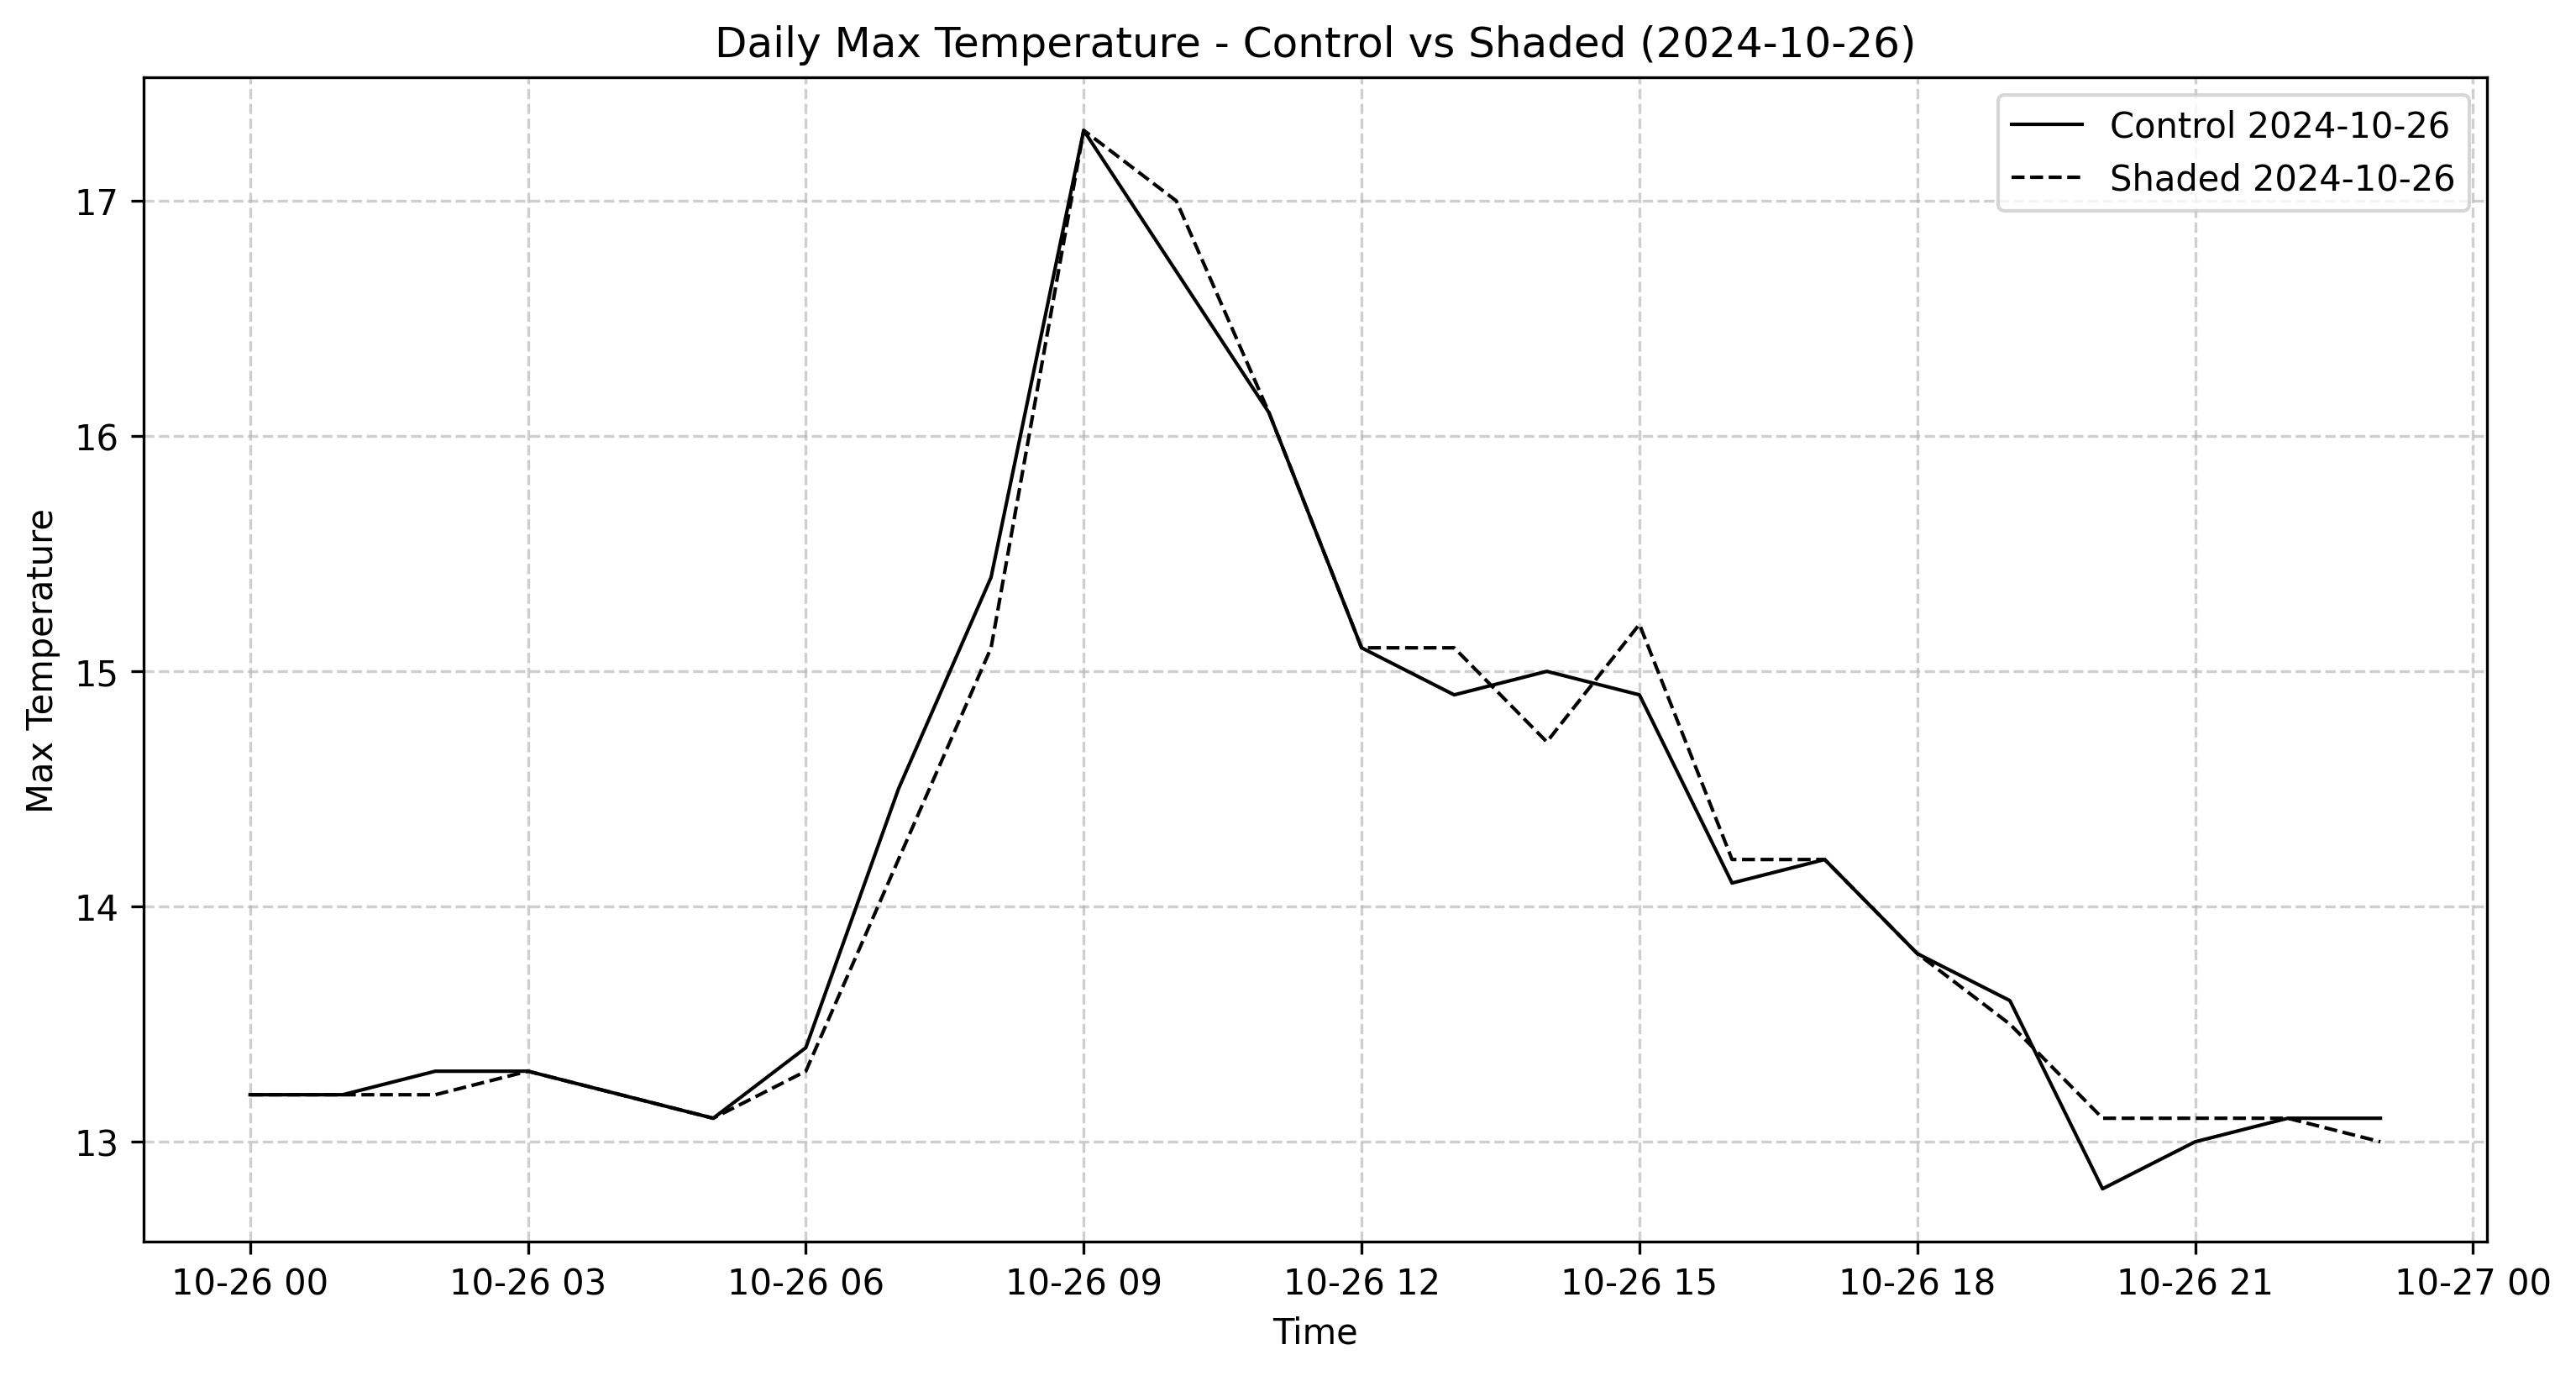 Daily Max Temperature - Control vs Shaded (2024-10-26)
Control 2024-10-26
Shaded 2024-10-26
Max Temperature
17
16
15
14
13
10-26 00 10-26 03 10-26 06 10-26 09 10-26 12 10-26 15 10-26 18 10-26 21 10-27 00
Time